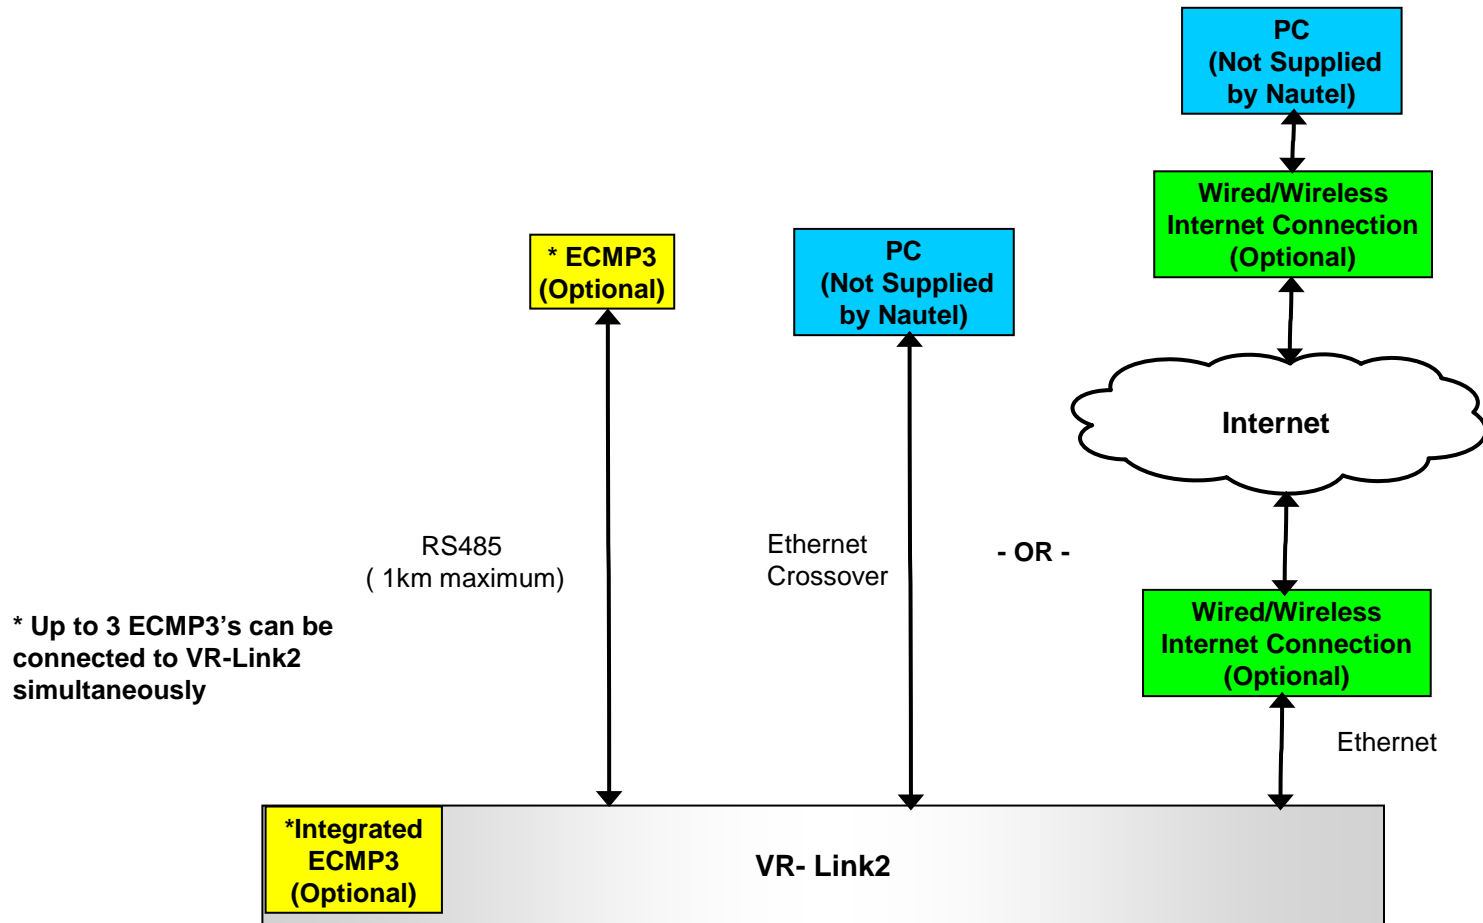 PC
(Not Supplied
by Nautel)
Wired/Wireless
Internet Connection
(Optional)
* ECMP3
(Optional)
PC
(Not Supplied
by Nautel)
Internet
RS485
( 1km maximum)
Ethernet
Crossover
- OR -
* Up to 3 ECMP3’s can be
connected to VR-Link2
simultaneously
Wired/Wireless
Internet Connection
(Optional)
Ethernet
*Integrated
ECMP3
(Optional)
VR- Link2